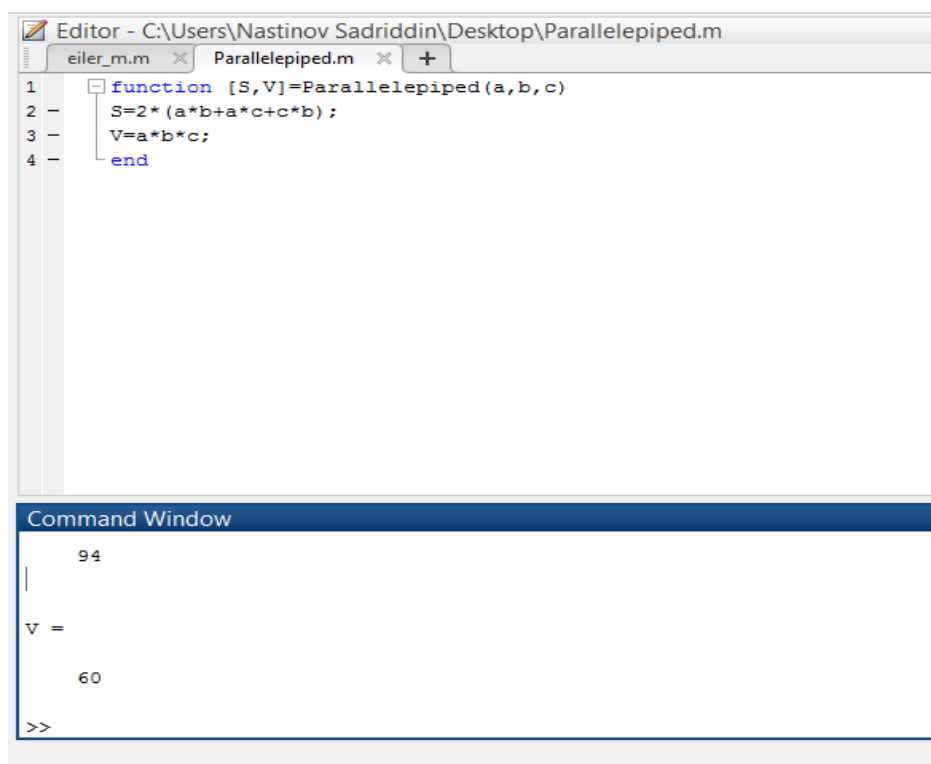 Editor - C:\Users\Nastinov Sadriddin\Desktop\Parallelepiped.m
eiler_m.m × Parallelepiped.m × +
1 function [S,V]=Parallelepiped(a,b,c)
2 – S=2*(a*b+a*c+c*b);
3 – V=a*b*c;
4 – end
Command Window
94
V =
60
>>